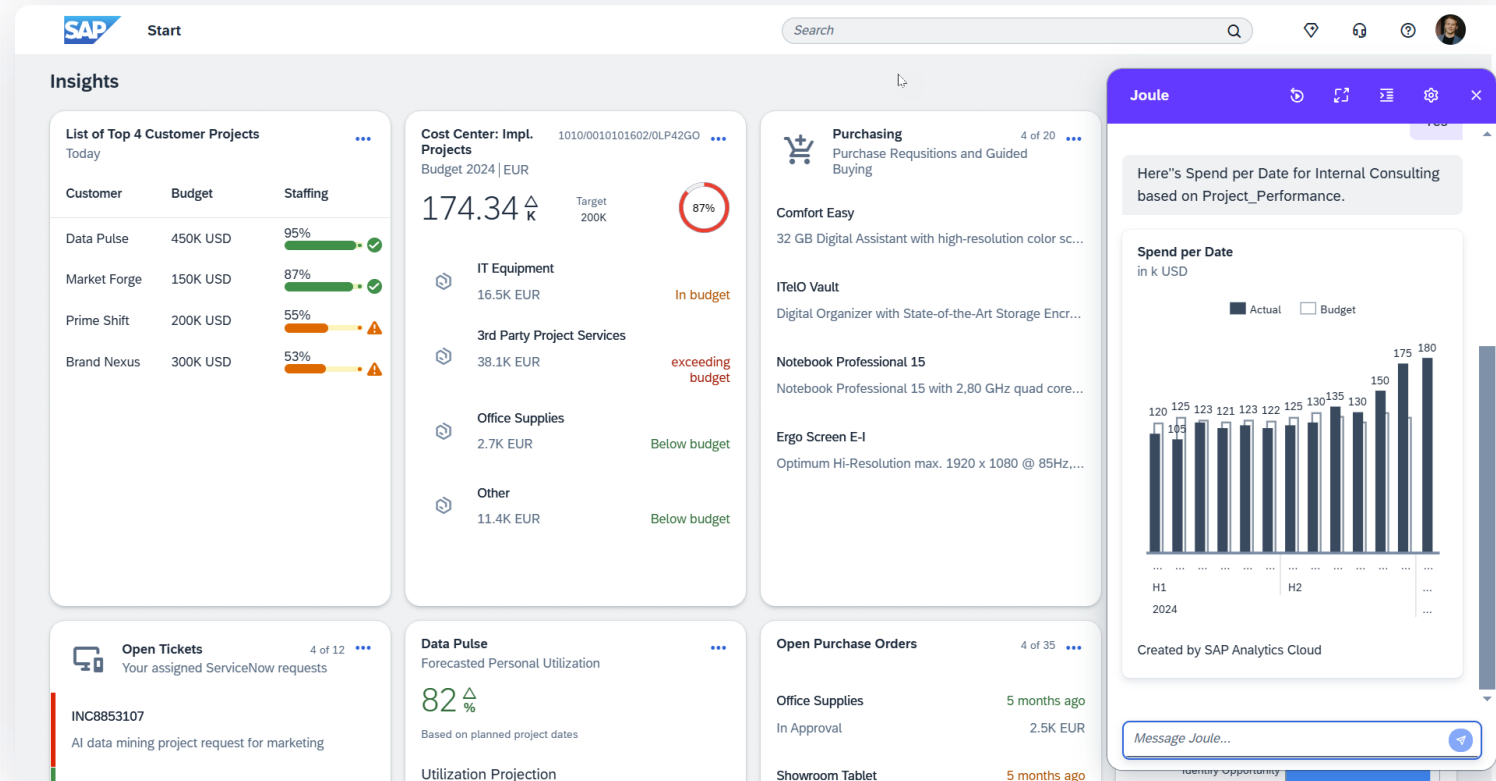 SAP
Start
Search
Insights
List of Top 4 Customer Projects
Today
Customer Budget Staffing
Data Pulse 450K USD 95%
Market Forge 150K USD 87%
Prime Shift 200K USD 55%
Brand Nexus 300K USD 53%
Cost Center: Impl. Projects
1010/0010101602/0LP42GO
Budget 2024 | EUR
174.34 K
Target
200K
87%
IT Equipment
16.5K EUR In budget
3rd Party Project Services
38.1K EUR exceeding budget
Office Supplies
2.7K EUR Below budget
Other
11.4K EUR Below budget
Purchasing 4 of 20
Purchase Requsitions and Guided
Buying
Comfort Easy
32 GB Digital Assistant with high-resolution color sc...
ITelO Vault
Digital Organizer with State-of-the-Art Storage Encr...
Notebook Professional 15
Notebook Professional 15 with 2,80 GHz quad core...
Ergo Screen E-I
Optimum Hi-Resolution max. 1920 x 1080 @ 85Hz,...
Open Tickets 4 of 12
Your assigned ServiceNow requests
INC8853107
AI data mining project request for marketing
Data Pulse
Forecasted Personal Utilization
82 %
Based on planned project dates
Utilization Projection
Open Purchase Orders 4 of 35
Office Supplies 5 months ago
In Approval 2.5K EUR
Showroom Tablet 5 months ago
Joule
Here"s Spend per Date for Internal Consulting
based on Project_Performance.
Spend per Date
in k USD
Actual Budget
120 105 125 123 121 123 122 125 130 135 130 150 175 180
... ... ... ... ... ... ... ... ... ... ... ... ...
H1 H2 ...
2024 ...
Created by SAP Analytics Cloud
Message Joule...
Identify Opportunity